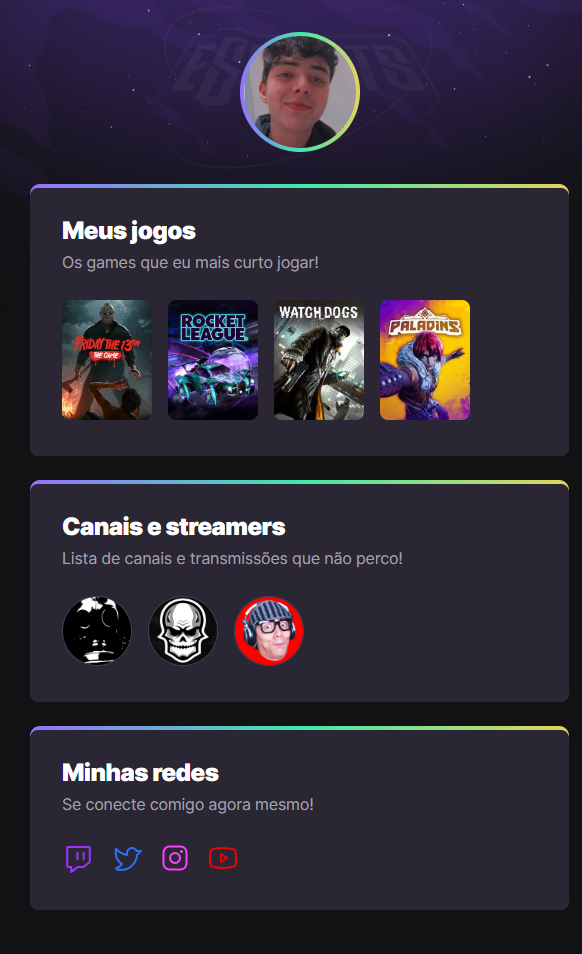 ESPORTS
Meus jogos
Os games que eu mais curto jogar!
FRIDAY THE 13TH
THE GAME
ROCKET
LEAGUE
WATCH DOGS
PALADINS
Canais e streamers
Lista de canais e transmissões que não perco!
Minhas redes
Se conecte comigo agora mesmo!